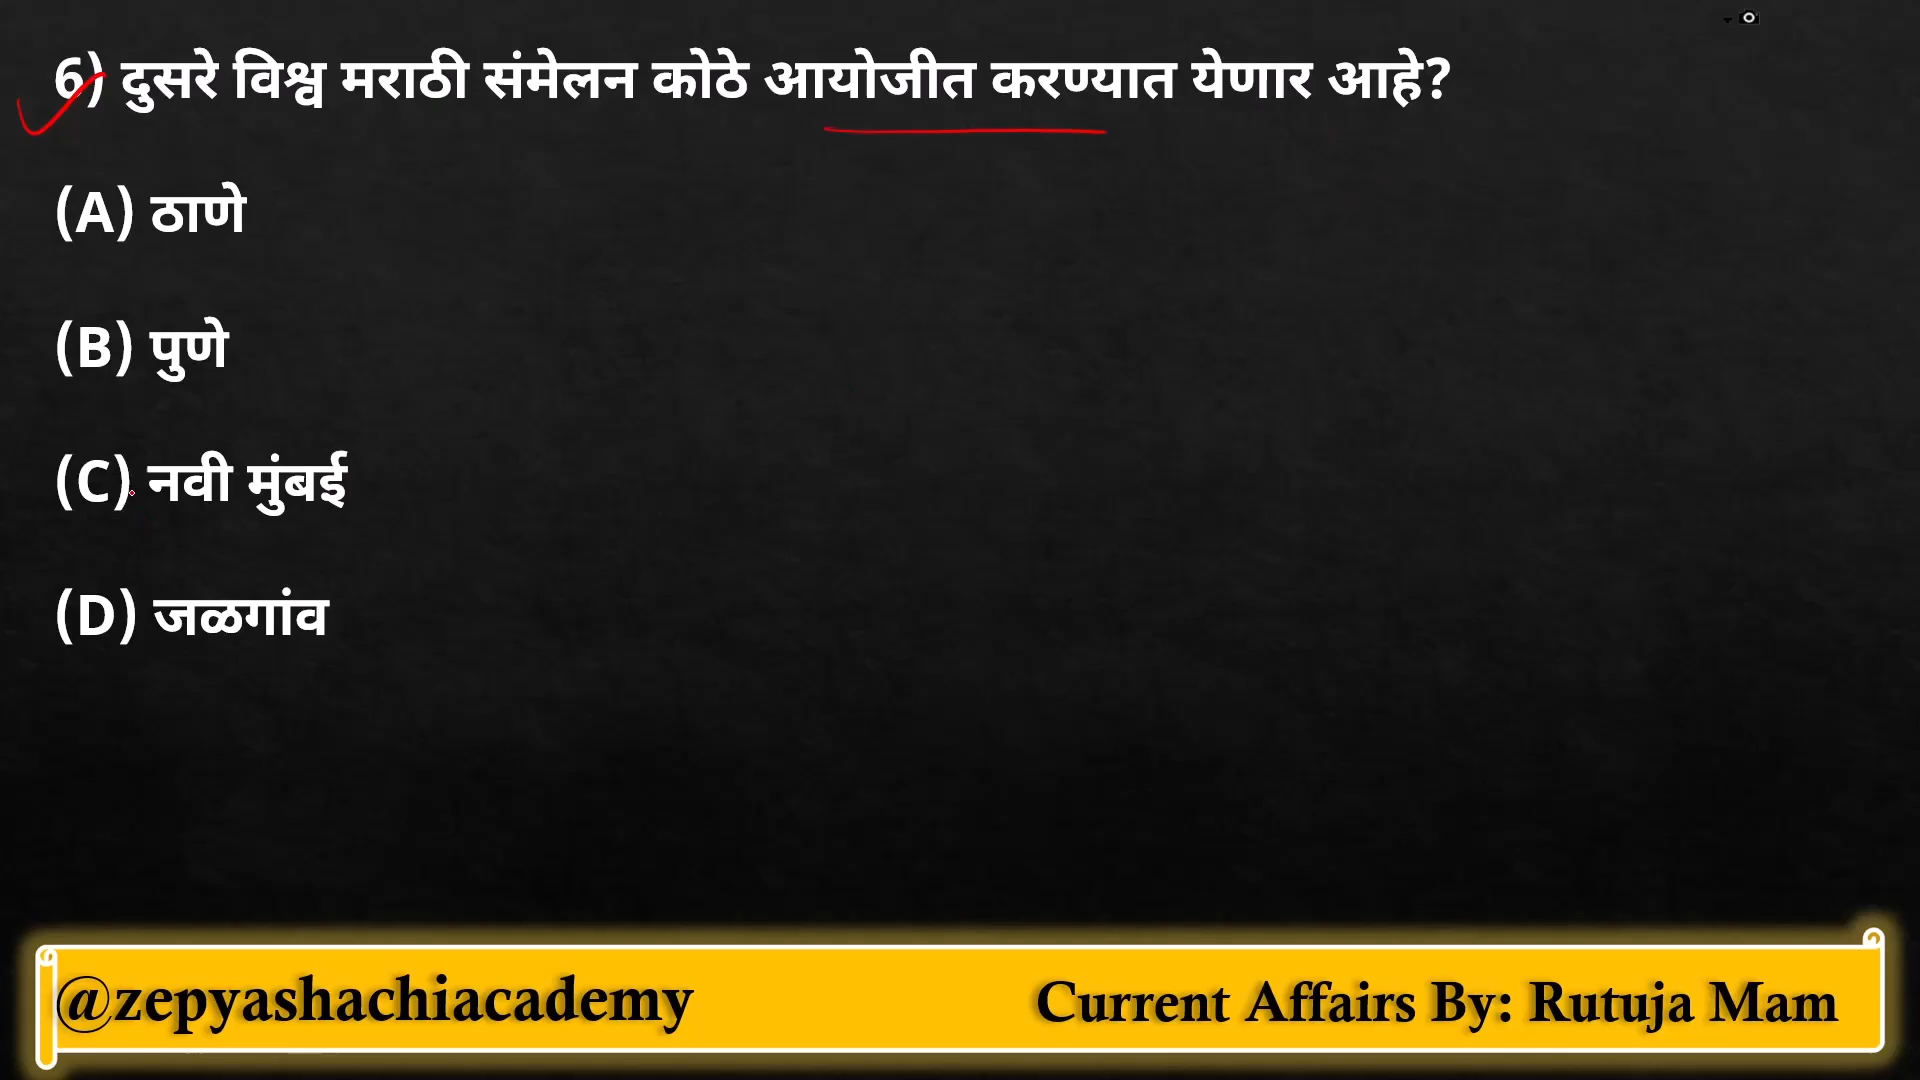 6) दुसरे विश्व मराठी संमेलन कोठे आयोजीत करण्यात येणार आहे?
(A) ठाणे
(B) पुणे
(C) नवी मुंबई
(D) जळगांव
@zepyashachiacademy
Current Affairs By: Rutuja Mam